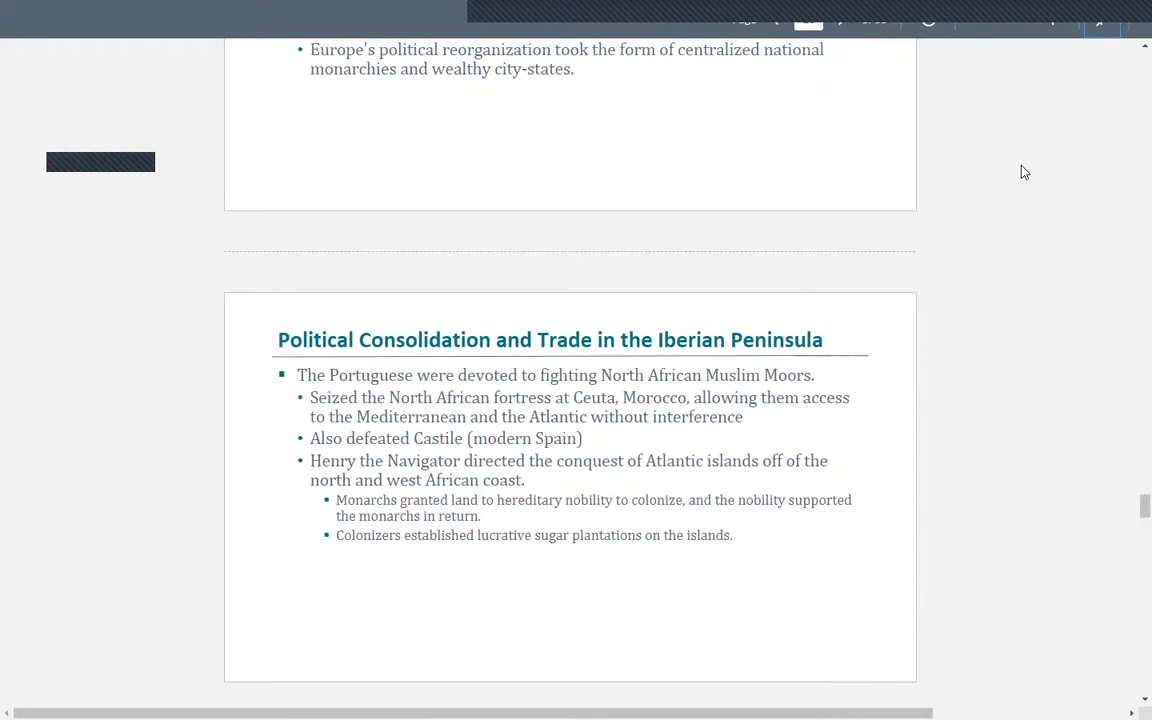 • Europe's political reorganization took the form of centralized national
monarchies and wealthy city-states.
Political Consolidation and Trade in the Iberian Peninsula
▪ The Portuguese were devoted to fighting North African Muslim Moors.
• Seized the North African fortress at Ceuta, Morocco, allowing them access
to the Mediterranean and the Atlantic without interference
• Also defeated Castile (modern Spain)
• Henry the Navigator directed the conquest of Atlantic islands off of the
north and west African coast.
▪ Monarchs granted land to hereditary nobility to colonize, and the nobility supported
the monarchs in return.
▪ Colonizers established lucrative sugar plantations on the islands.